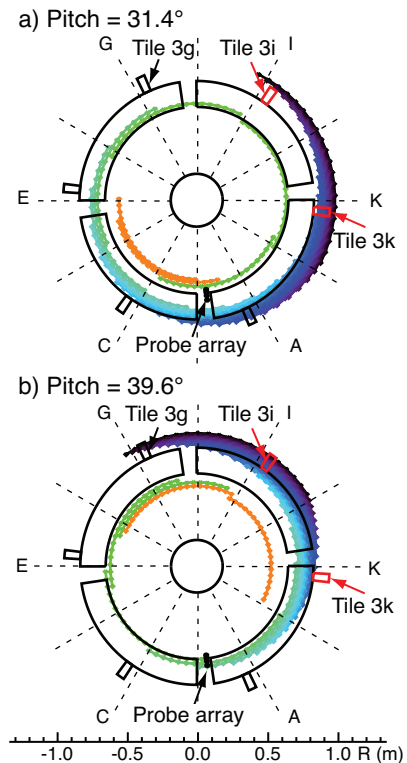 a) Pitch = 31.4°
G Tile 3g Tile 3i I
E K
Tile 3k
C Probe array A
b) Pitch = 39.6°
G Tile 3g Tile 3i I
E K
Tile 3k
C Probe array A
-1.0 -0.5 0.0 0.5 1.0 R (m)